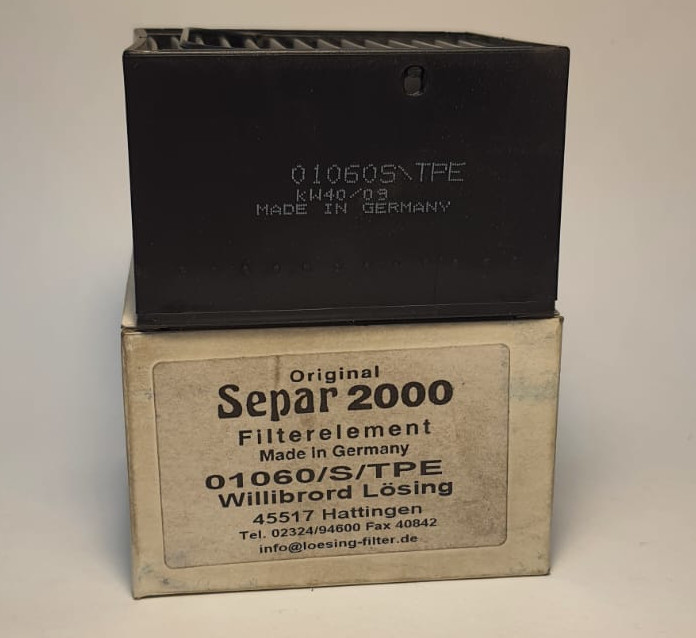 01060S\TPE
KW40/09
MADE IN GERMANY
Original
Separ 2000
Filterelement
Made in Germany
01060/S/TPE
Willibrord Lösing
45517 Hattingen
Tel. 02324/94600 Fax 40842
info@loesing-filter.de